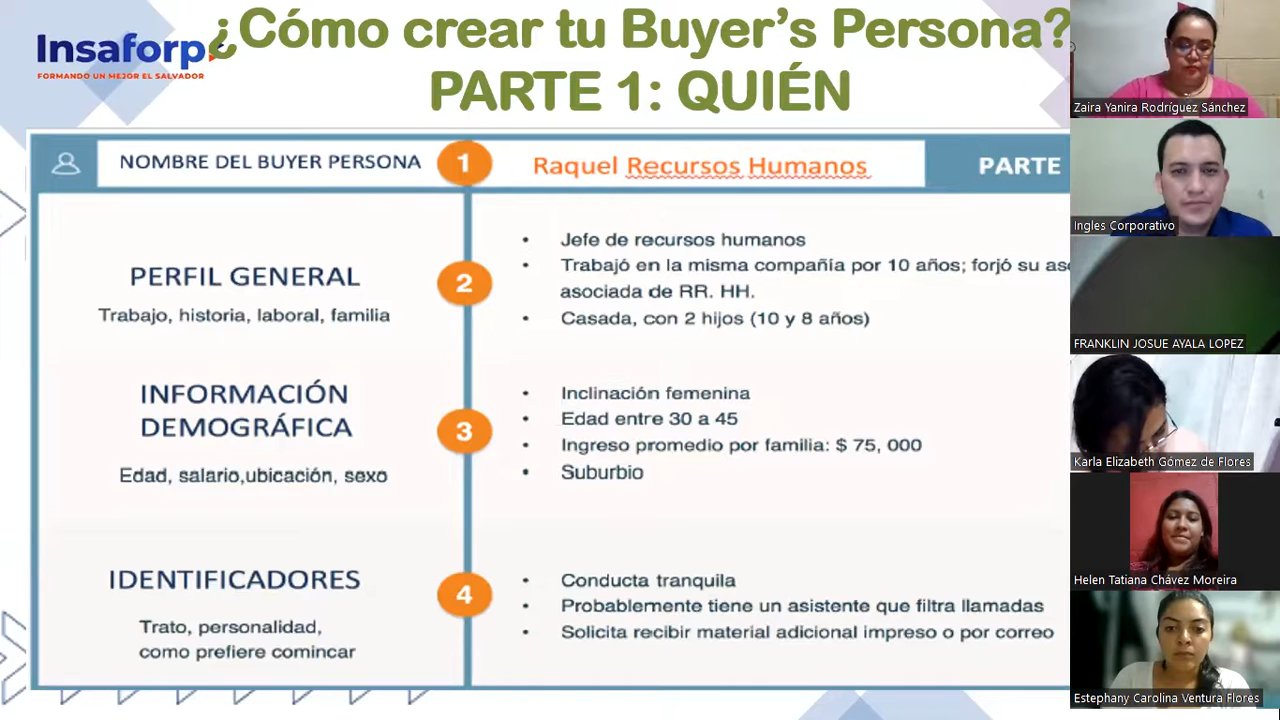 Insaforp
FORMANDO UN MEJOR EL SALVADOR
¿Cómo crear tu Buyer's Persona?
PARTE 1: QUIÉN
NOMBRE DEL BUYER PERSONA
1
Raquel Recursos Humanos
PARTE
PERFIL GENERAL
Trabajo, historia, laboral, familia
2
• Jefe de recursos humanos
• Trabajó en la misma compañía por 10 años; forjó su aso
asociada de RR. HH.
• Casada, con 2 hijos (10 y 8 años)
INFORMACIÓN
DEMOGRÁFICA
Edad, salario,ubicación, sexo
3
• Inclinación femenina
• Edad entre 30 a 45
• Ingreso promedio por familia: $ 75, 000
• Suburbio
IDENTIFICADORES
Trato, personalidad,
como prefiere comincar
4
• Conducta tranquila
• Probablemente tiene un asistente que filtra llamadas
• Solicita recibir material adicional impreso o por correo
Zaira Yanira Rodríguez Sánchez
Ingles Corporativo
FRANKLIN JOSUE AYALA LOPEZ
Karla Elizabeth Gómez de Flores
Helen Tatiana Chávez Moreira
Estephany Carolina Ventura Flores